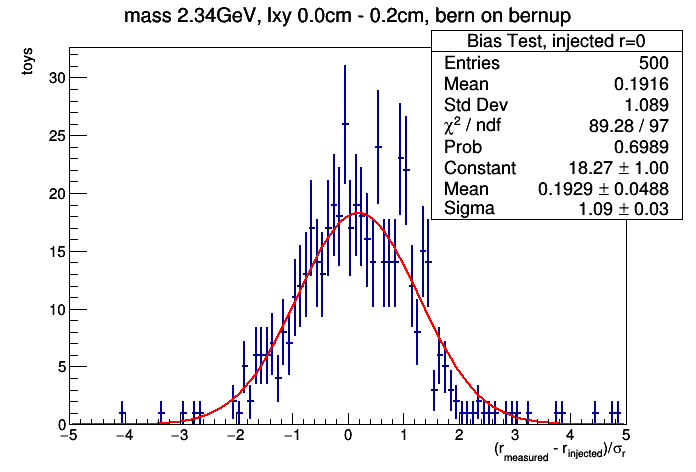 mass 2.34GeV, lxy 0.0cm - 0.2cm, bern on bernup
Bias Test, injected r=0
Entries 500
Mean 0.1916
Std Dev 1.089
χ² / ndf 89.28 / 97
Prob 0.6989
Constant 18.27 ± 1.00
Mean 0.1929 ± 0.0488
Sigma 1.09 ± 0.03
toys
30
25
20
15
10
5
0
−5 −4 −3 −2 −1 0 1 2 3 4 5
(r_measured - r_injected)/σ_r